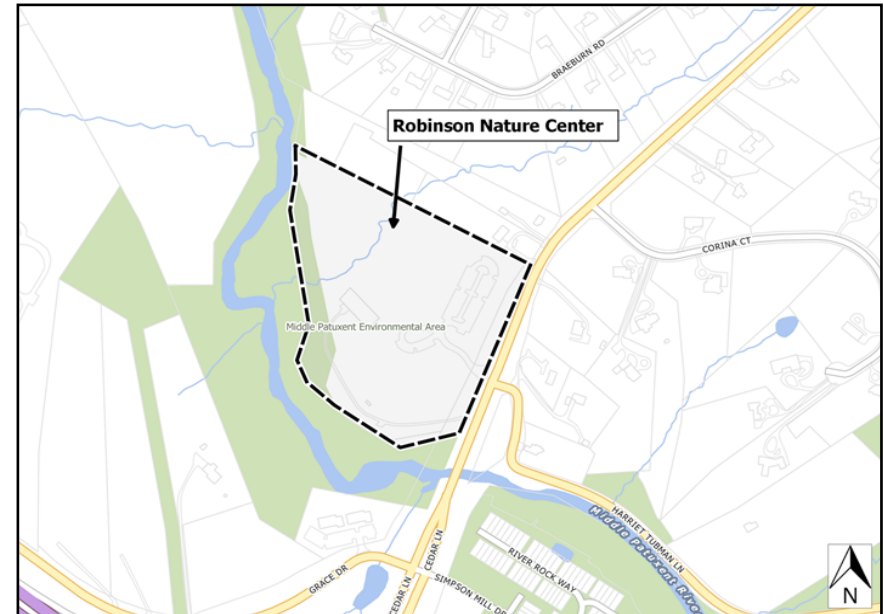 BRAEBURN RD
Robinson Nature Center
CORINA CT
Middle Patuxent Environmental Area
HARRIET TUBMAN LN
Middle Patuxent River
RIVER ROCK WAY
GRACE DR
CEDAR LN
SIMPSON MILL DR
CEDAR LN
N